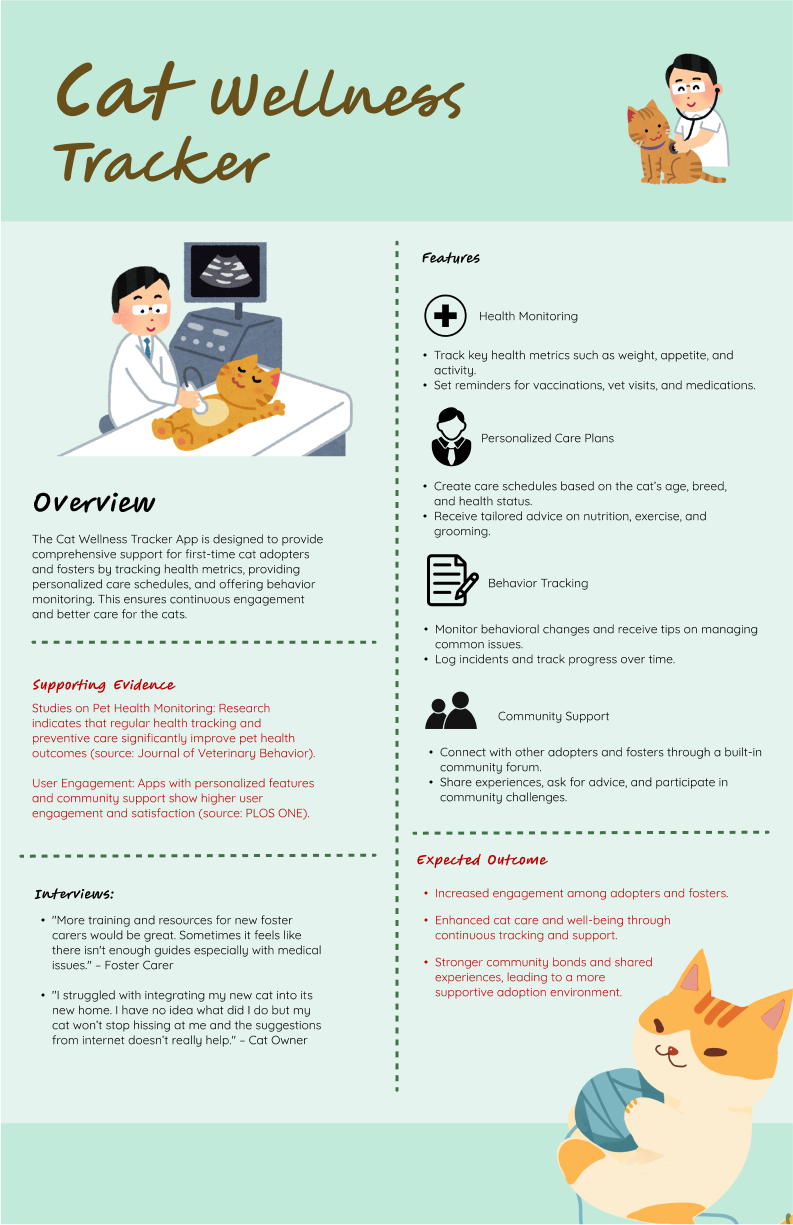 Cat Wellness
Tracker
Overview
The Cat Wellness Tracker App is designed to provide
comprehensive support for first-time cat adopters
and fosters by tracking health metrics, providing
personalized care schedules, and offering behavior
monitoring. This ensures continuous engagement
and better care for the cats.
Supporting Evidence
Studies on Pet Health Monitoring: Research
indicates that regular health tracking and
preventive care significantly improve pet health
outcomes (source: Journal of Veterinary Behavior).
User Engagement: Apps with personalized features
and community support show higher user
engagement and satisfaction (source: PLOS ONE).
Interviews:
• "More training and resources for new foster
carers would be great. Sometimes it feels like
there isn't enough guides especially with medical
issues." – Foster Carer
• "I struggled with integrating my new cat into its
new home. I have no idea what did I do but my
cat won't stop hissing at me and the suggestions
from internet doesn't really help." – Cat Owner
Features
Health Monitoring
• Track key health metrics such as weight, appetite, and
activity.
• Set reminders for vaccinations, vet visits, and medications.
Personalized Care Plans
• Create care schedules based on the cat's age, breed,
and health status.
• Receive tailored advice on nutrition, exercise, and
grooming.
Behavior Tracking
• Monitor behavioral changes and receive tips on managing
common issues.
• Log incidents and track progress over time.
Community Support
• Connect with other adopters and fosters through a built-in
community forum.
• Share experiences, ask for advice, and participate in
community challenges.
Expected Outcome
• Increased engagement among adopters and fosters.
• Enhanced cat care and well-being through
continuous tracking and support.
• Stronger community bonds and shared
experiences, leading to a more
supportive adoption environment.